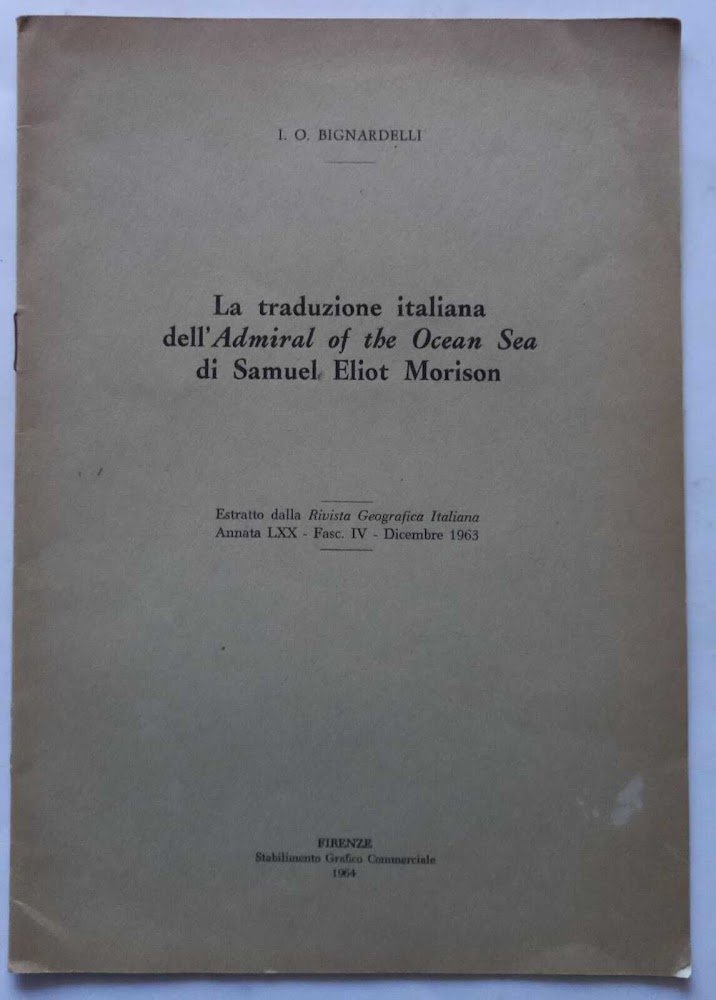 I. O. BIGNARDELLI
La traduzione italiana
dell'Admiral of the Ocean Sea
di Samuel Eliot Morison
Estratto dalla Rivista Geografica Italiana
Annata LXX - Fasc. IV - Dicembre 1963
FIRENZE
Stabilimento Grafico Commerciale
1964